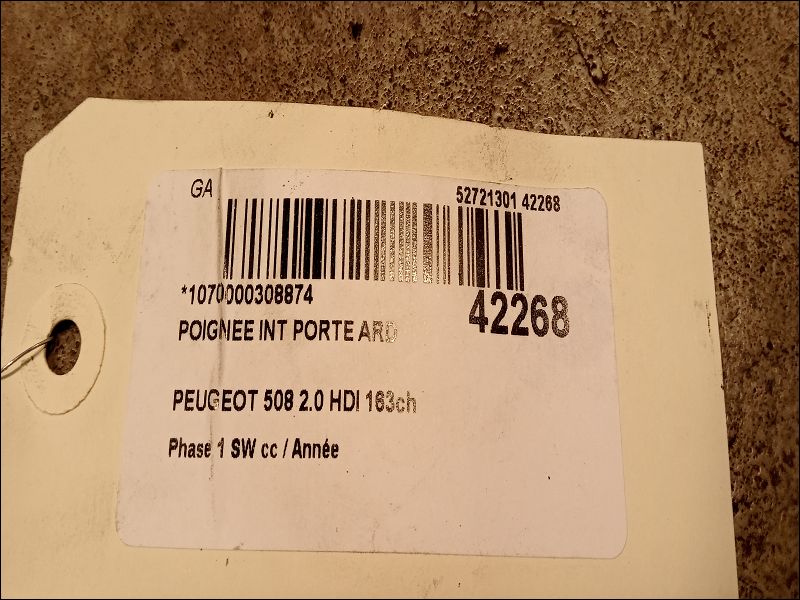 GA
52721301 42268
*1070000308874
42268
POIGNEE INT PORTE ARD
PEUGEOT 508 2.0 HDI 163ch
Phase 1 SW cc / Année